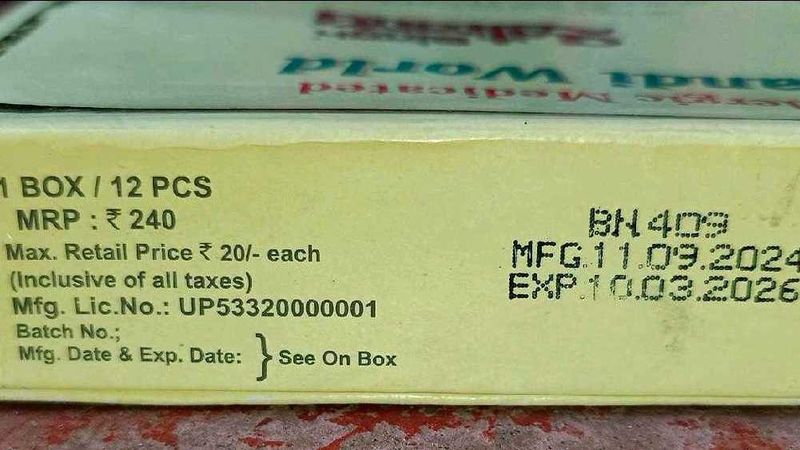 Medicated
World
1 BOX / 12 PCS
MRP : ₹ 240
Max. Retail Price ₹ 20/- each
(Inclusive of all taxes)
Mfg. Lic.No.: UP53320000001
Batch No.;
Mfg. Date & Exp. Date: } See On Box
BN 409
MFG.11.09.2024
EXP.10.03.2026